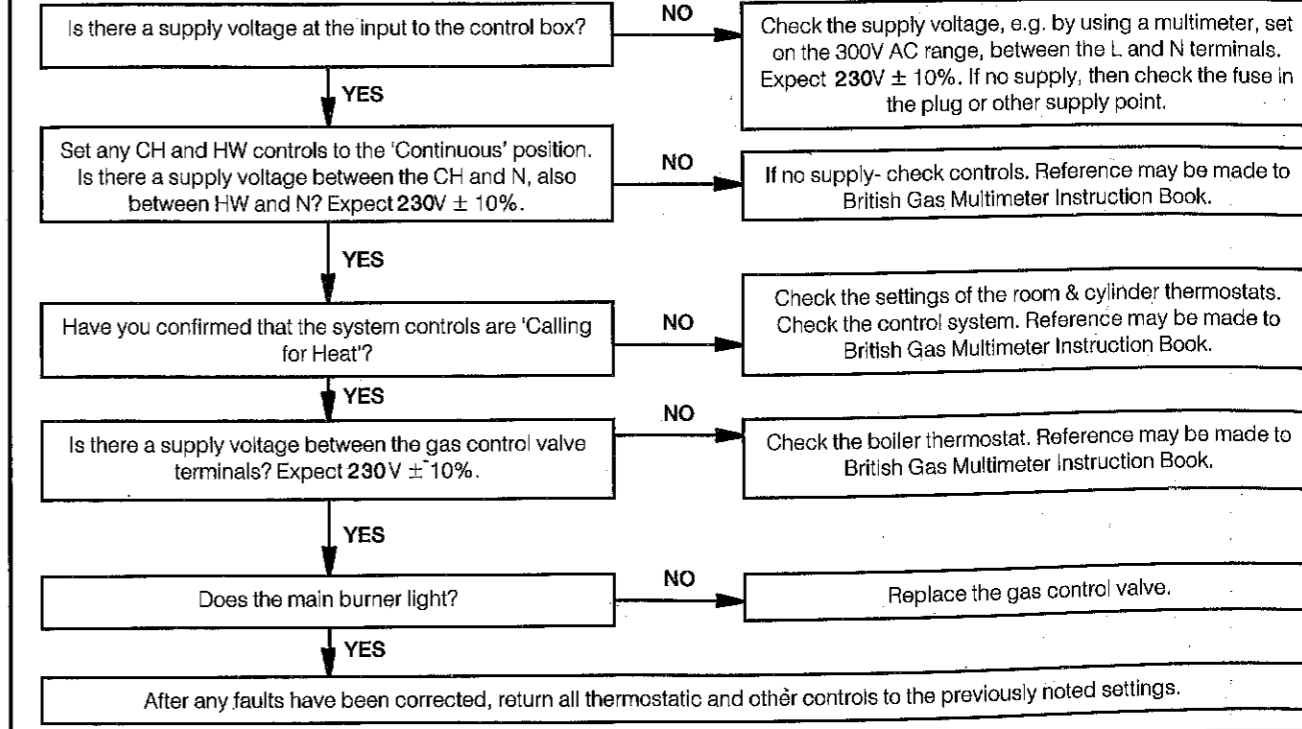 Is there a supply voltage at the input to the control box?
NO
Check the supply voltage, e.g. by using a multimeter, set
on the 300V AC range, between the L and N terminals.
Expect 230V ± 10%. If no supply, then check the fuse in
the plug or other supply point.
YES
Set any CH and HW controls to the 'Continuous' position.
Is there a supply voltage between the CH and N, also
between HW and N? Expect 230V ± 10%.
NO
If no supply- check controls. Reference may be made to
British Gas Multimeter Instruction Book.
YES
Have you confirmed that the system controls are 'Calling
for Heat'?
NO
Check the settings of the room & cylinder thermostats.
Check the control system. Reference may be made to
British Gas Multimeter Instruction Book.
YES
Is there a supply voltage between the gas control valve
terminals? Expect 230V ± 10%.
NO
Check the boiler thermostat. Reference may be made to
British Gas Multimeter Instruction Book.
YES
Does the main burner light?
NO
Replace the gas control valve.
YES
After any faults have been corrected, return all thermostatic and other controls to the previously noted settings.